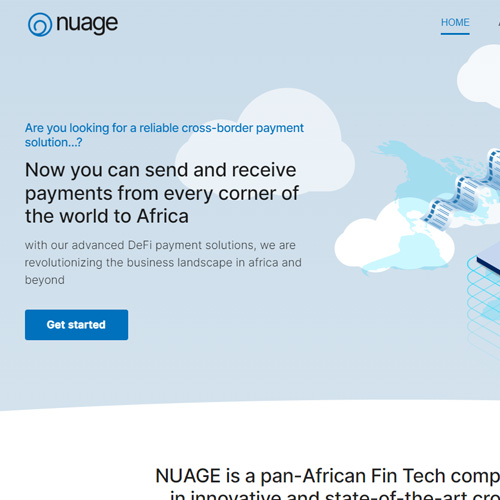 nuage
HOME
Are you looking for a reliable cross-border payment
solution...?
Now you can send and receive
payments from every corner of
the world to Africa
with our advanced DeFi payment solutions, we are
revolutionizing the business landscape in africa and
beyond
Get started
NUAGE is a pan-African Fin Tech comp
in innovative and state-of-the-art cro